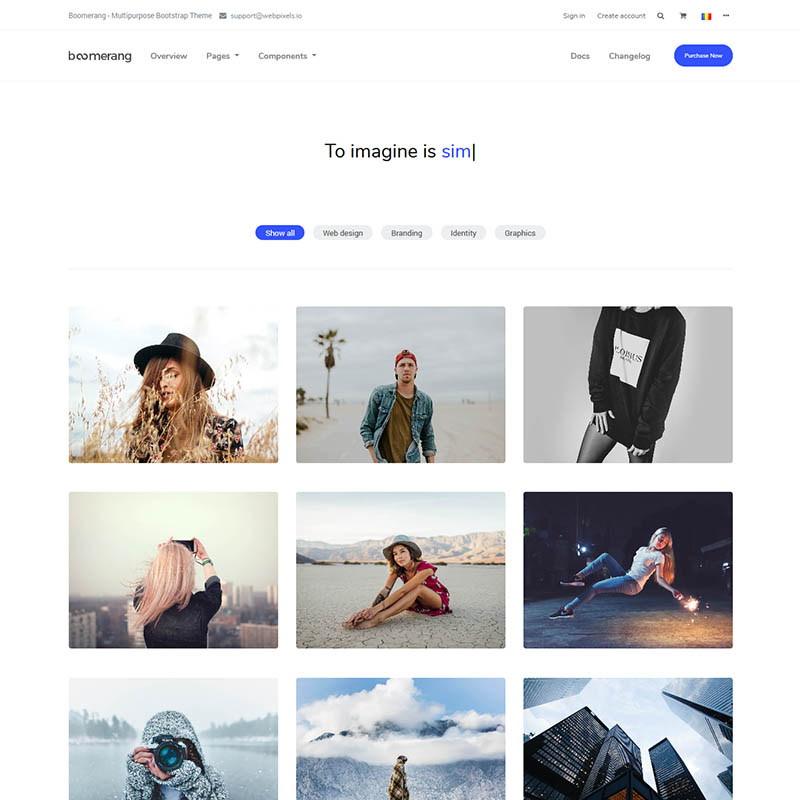 Boomerang - Multipurpose Bootstrap Theme support@webpixels.io Sign in Create account
boomerang Overview Pages Components Docs Changelog Purchase Now
To imagine is sim|
Show all Web design Branding Identity Graphics